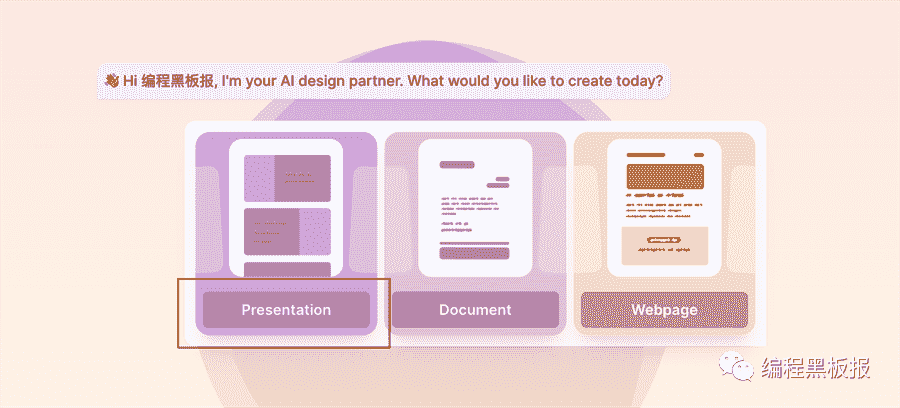 👋 Hi 编程黑板报, I'm your AI design partner. What would you like to create today?
Presentation
Document
Webpage
编程黑板报